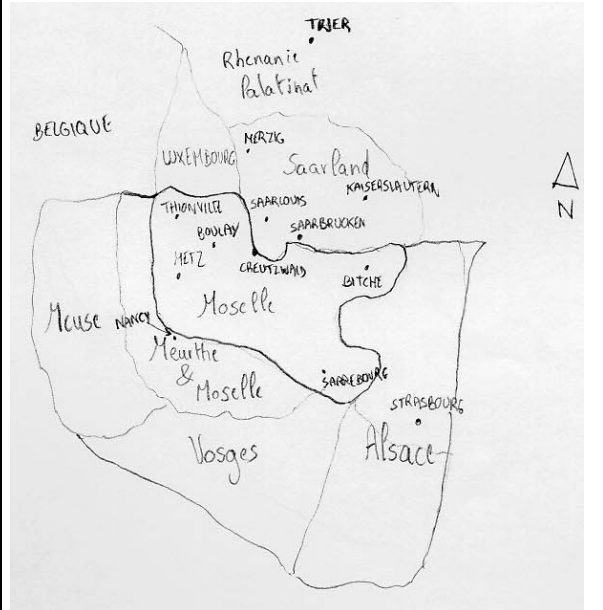 TRIER
Rhenanie
Palatinat
BELGIQUE
MERZIG
LUXEMBOURG
Saarland
KAISERSLAUTERN
N
THIONVILLE
SAARLOUIS
BOULAY
SAARBRUCKEN
METZ
CREUTZWALD
BITCHE
Moselle
Meuse
NANCY
Meurthe
&
Moselle
SARREBOURG
STRASBOURG
Vosges
Alsace